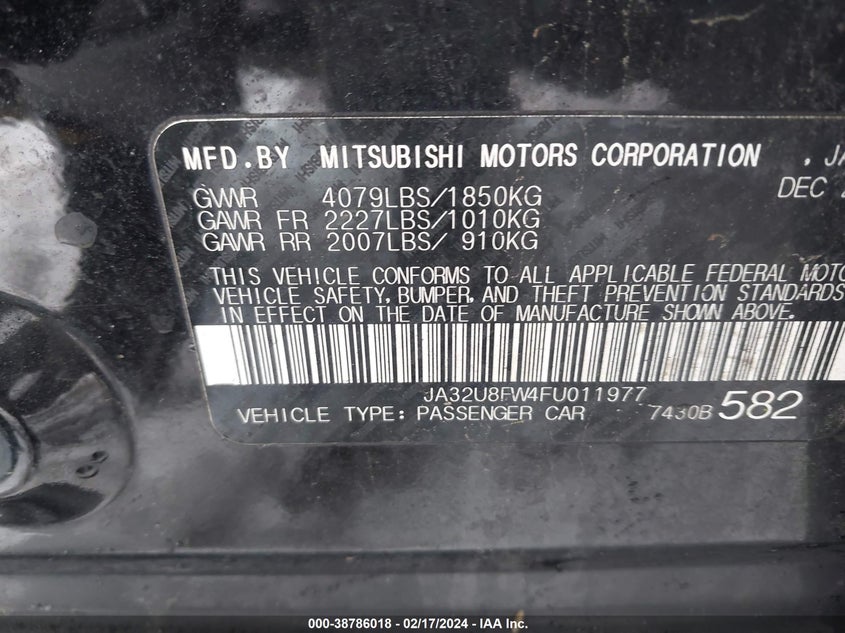 MFD.BY MITSUBISHI MOTORS CORPORATION , JA
GVWR 4079LBS/1850KG DEC
GAWR FR 2227LBS/1010KG
GAWR RR 2007LBS/ 910KG
THIS VEHICLE CONFORMS TO ALL APPLICABLE FEDERAL MOTO
VEHICLE SAFETY, BUMPER, AND THEFT PREVENTION STANDARDS
IN EFFECT ON THE DATE OF MANUFACTURE SHOWN ABOVE.
JA32U8FW4FU011977
VEHICLE TYPE: PASSENGER CAR 7430B 582
000-38786018 - 02/17/2024 - IAA Inc.